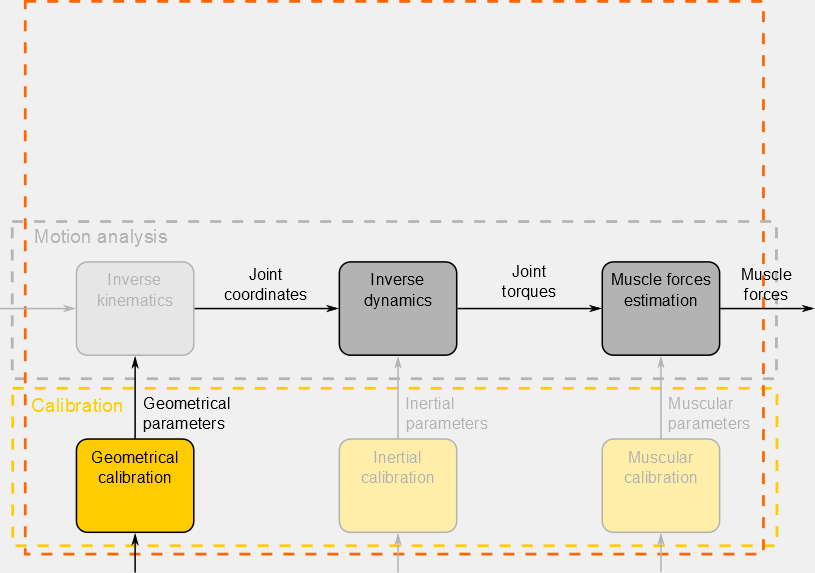 Motion analysis
Inverse
kinematics
Joint
coordinates
Inverse
dynamics
Joint
torques
Muscle forces
estimation
Muscle
forces
Calibration
Geometrical
parameters
Inertial
parameters
Muscular
parameters
Geometrical
calibration
Inertial
calibration
Muscular
calibration